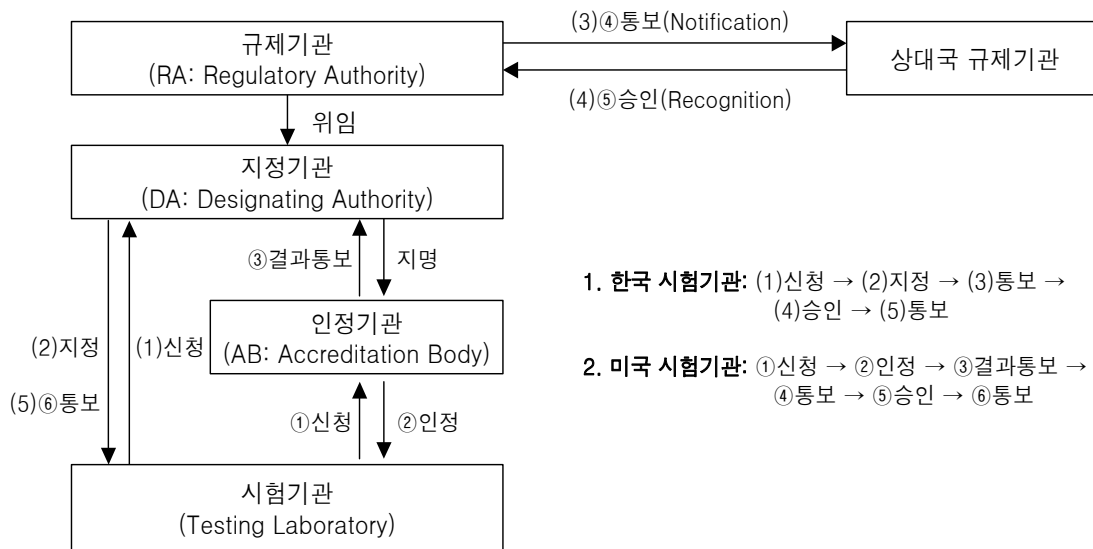 (3)④통보(Notification)
규제기관
(RA: Regulatory Authority)
상대국 규제기관
(4)⑤승인(Recognition)
위임
지정기관
(DA: Designating Authority)
③결과통보
지명
1. 한국 시험기관: (1)신청 → (2)지정 → (3)통보 →
(4)승인 → (5)통보
인정기관
(AB: Accreditation Body)
(2)지정
(1)신청
2. 미국 시험기관: ①신청 → ②인정 → ③결과통보 →
④통보 → ⑤승인 → ⑥통보
(5)⑥통보
①신청
②인정
시험기관
(Testing Laboratory)